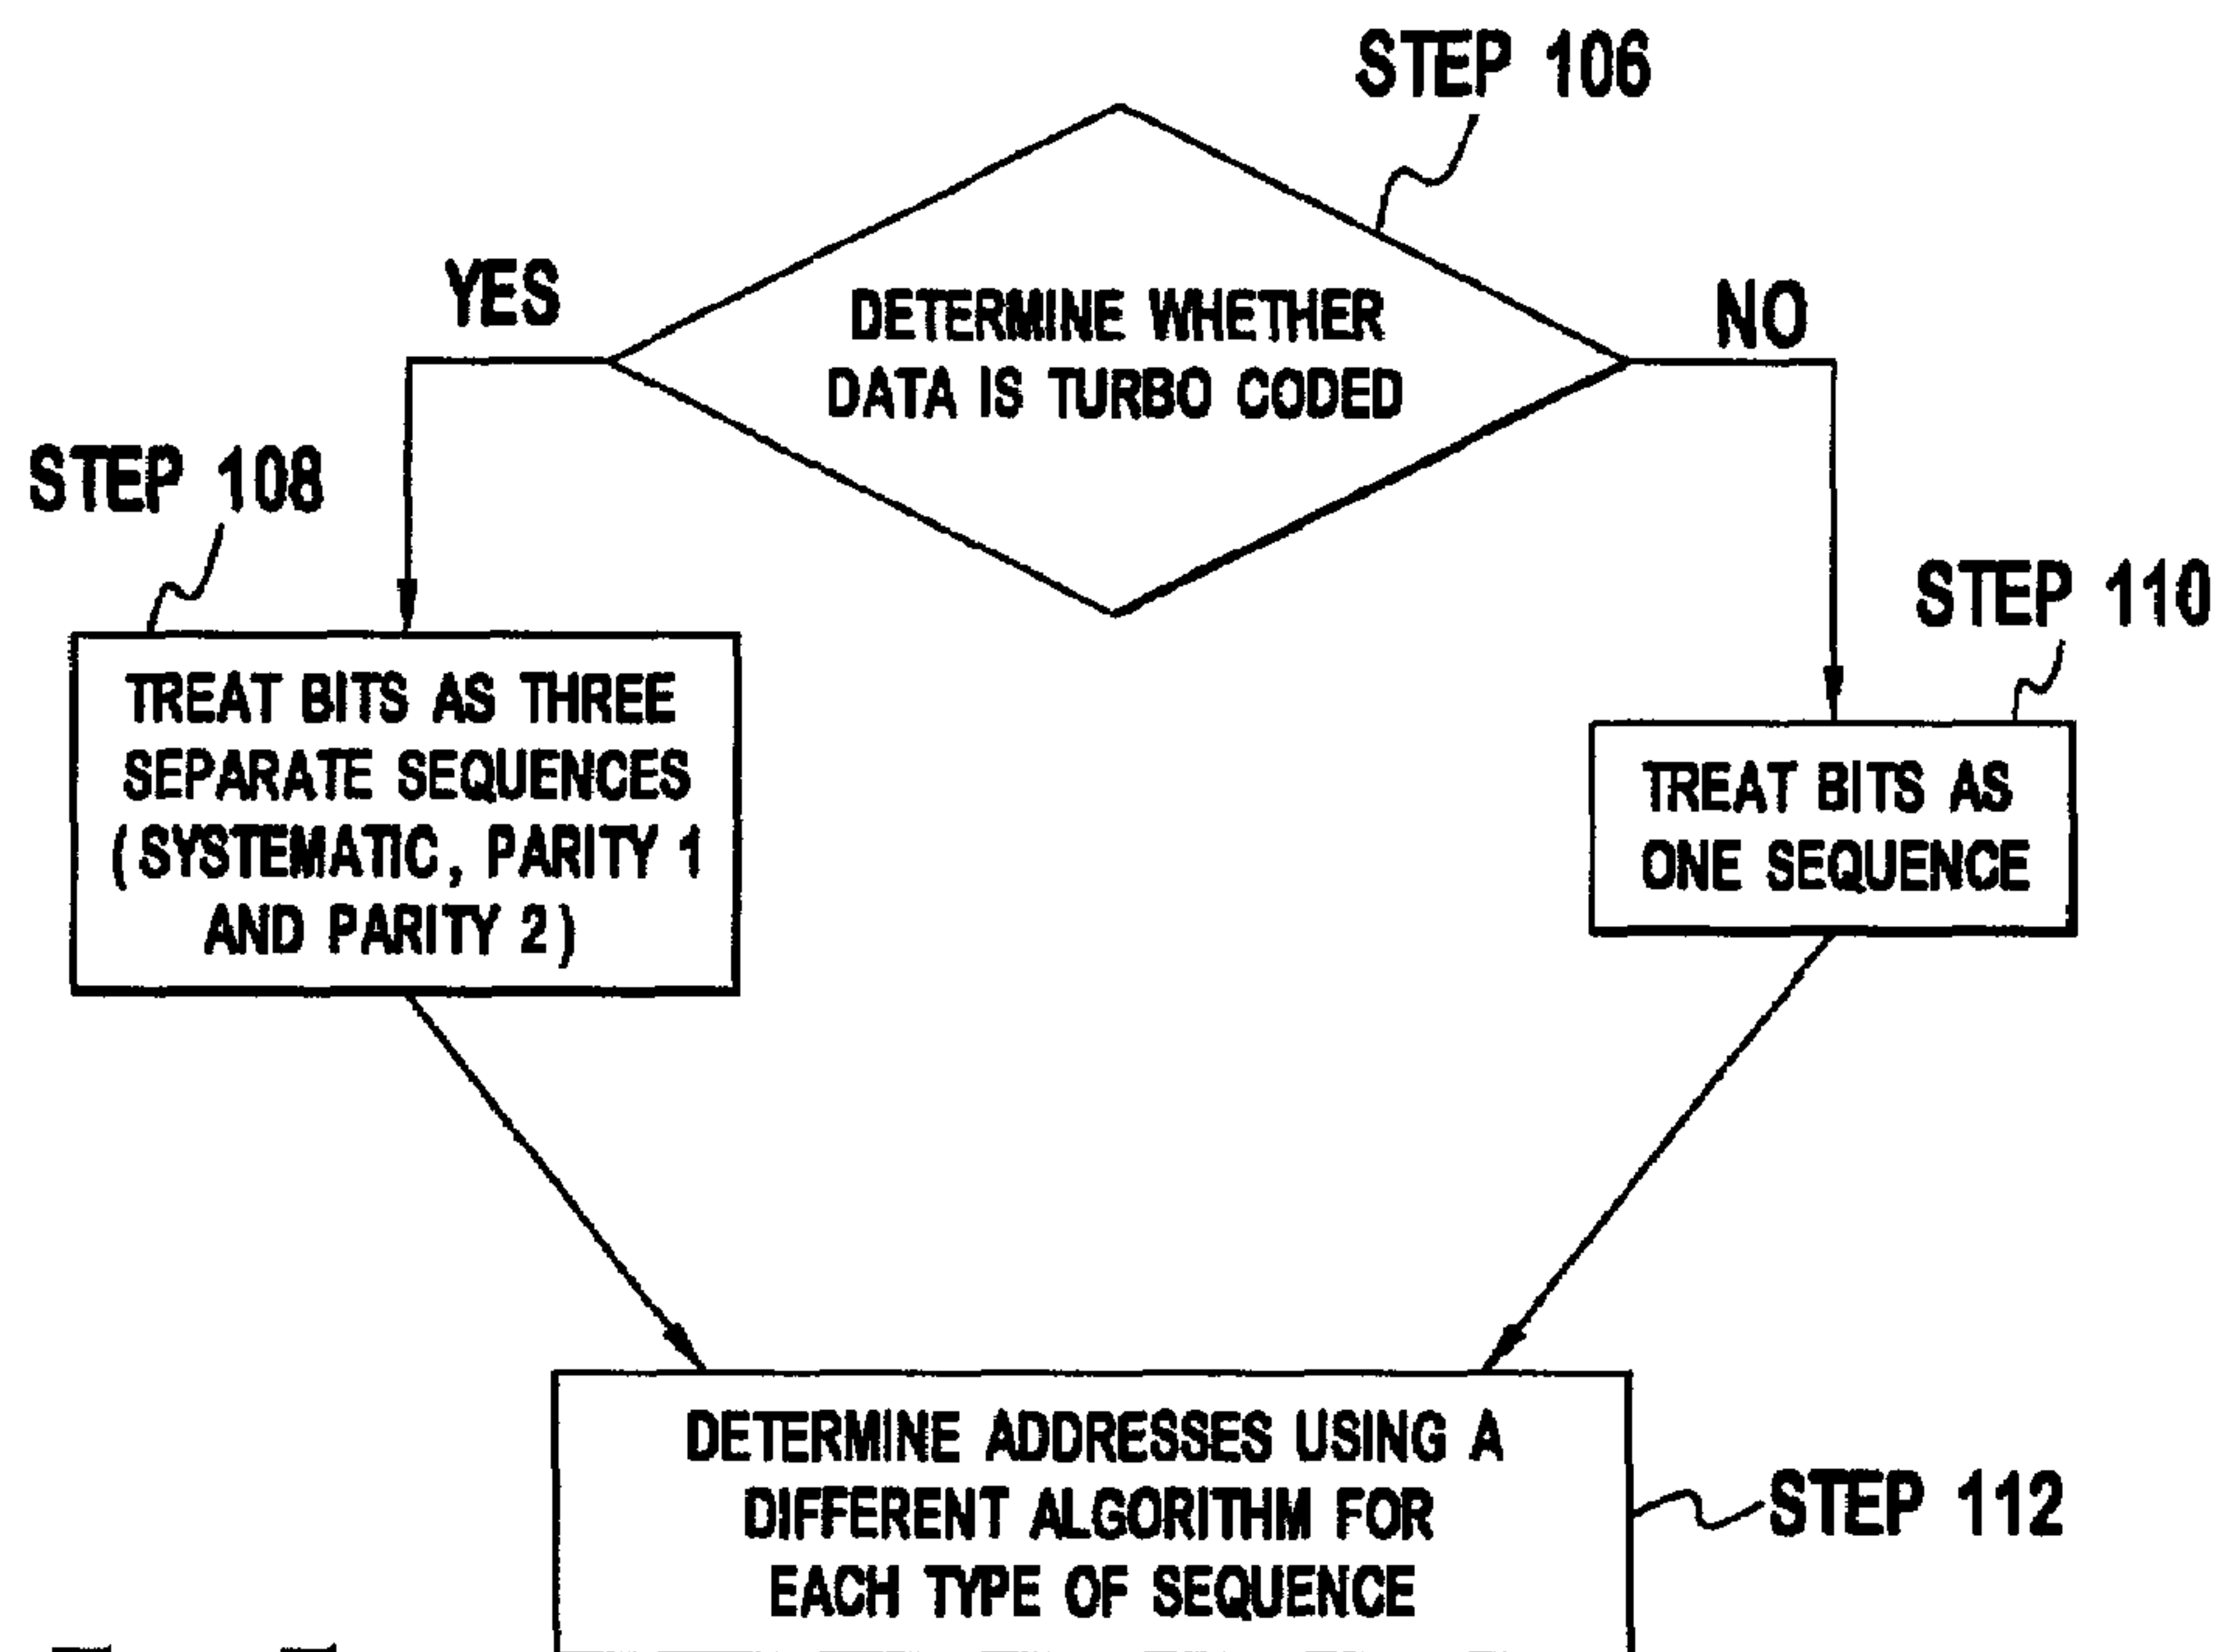 STEP 106
DETERMINE WHETHER
DATA IS TURBO CODED
YES
NO
STEP 108
TREAT BITS AS THREE
SEPARATE SEQUENCES
(SYSTEMATIC, PARITY 1
AND PARITY 2)
STEP 110
TREAT BITS AS
ONE SEQUENCE
DETERMINE ADDRESSES USING A
DIFFERENT ALGORITHM FOR
EACH TYPE OF SEQUENCE
STEP 112